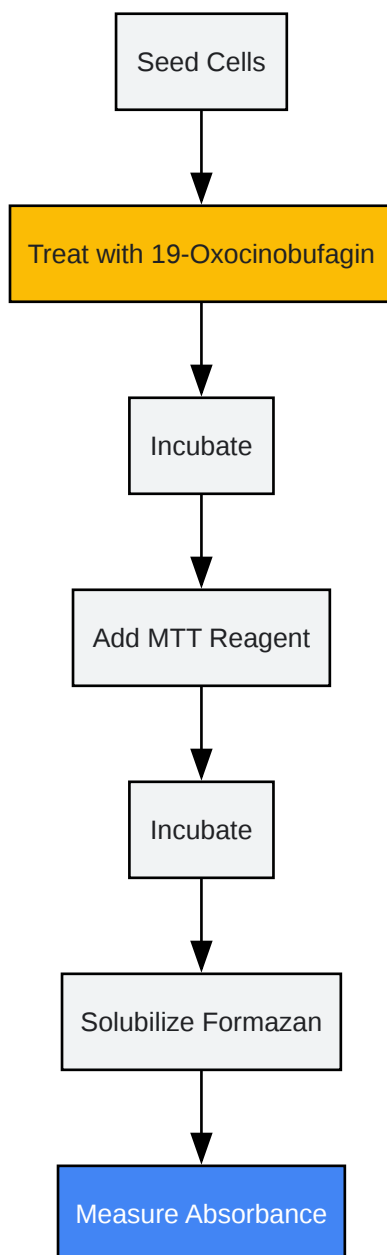 Seed Cells
Treat with 19-Oxocinobufagin
Incubate
Add MTT Reagent
Incubate
Solubilize Formazan
Measure Absorbance